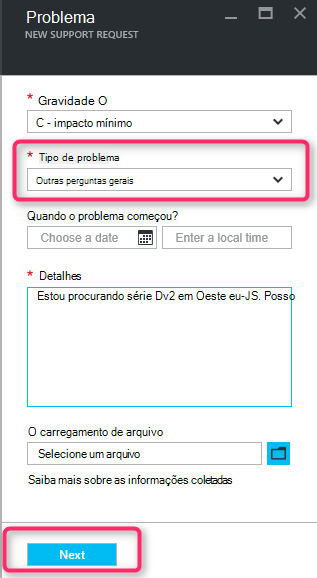 Problema
NEW SUPPORT REQUEST
* Gravidade O
C - impacto mínimo
* Tipo de problema
Outras perguntas gerais
Quando o problema começou?
Choose a date Enter a local time
* Detalhes
Estou procurando série Dv2 em Oeste eu-JS. Posso
O carregamento de arquivo
Selecione um arquivo
Saiba mais sobre as informações coletadas
Next